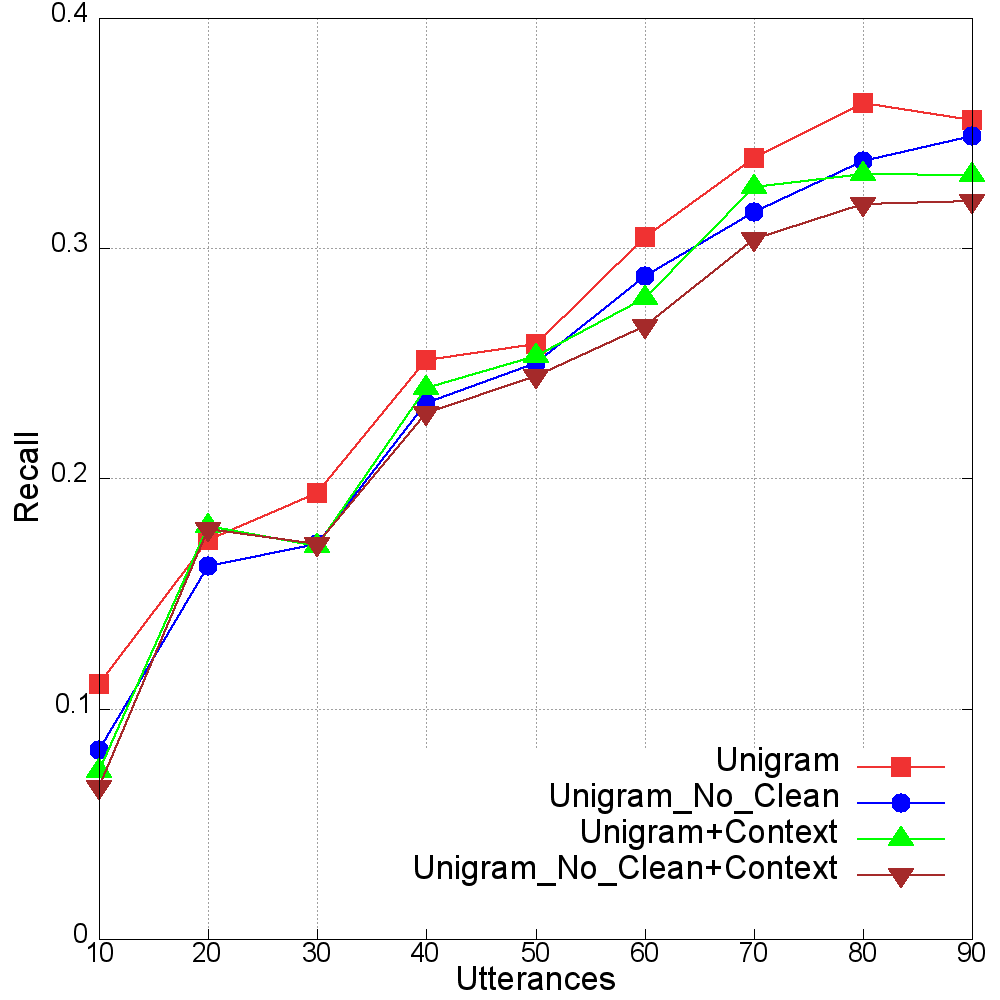 0.4
0.3
0.2
0.1
0
Recall
10 20 30 40 50 60 70 80 90
Utterances
Unigram
Unigram_No_Clean
Unigram+Context
Unigram_No_Clean+Context